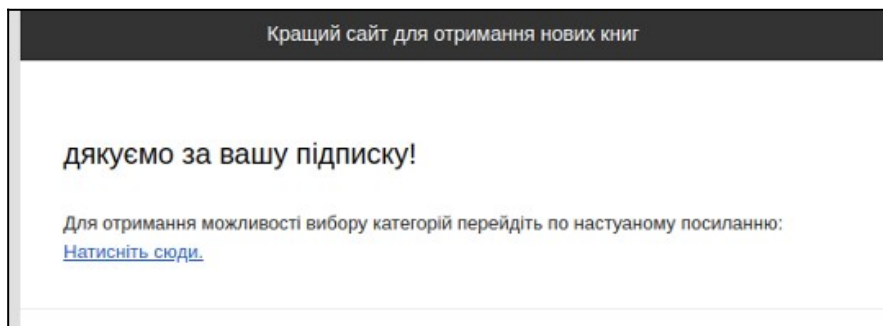 Кращий сайт для отримання нових книг
дякуємо за вашу підписку!
Для отримання можливості вибору категорій перейдіть по настуаному посиланню:
Натисніть сюди.